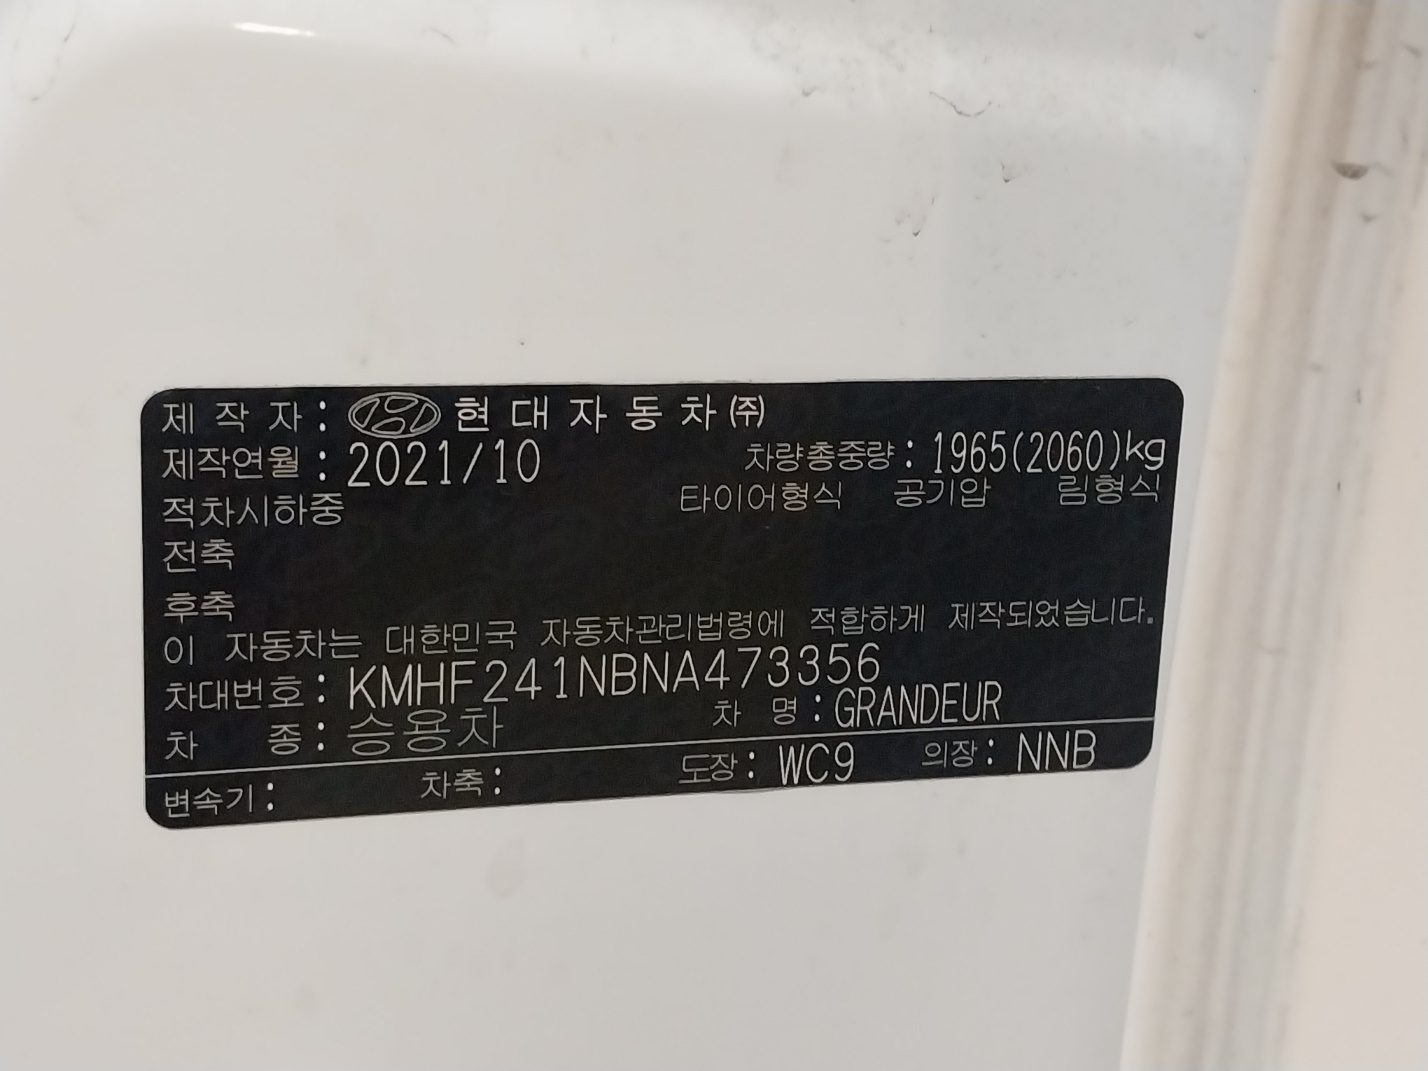 제 작 자 : 현 대 자 동 차 ㈜
제작연월 : 2021/10 차량총중량 : 1965(2060)kg
적차시하중 타이어형식 공기압 림형식
전축
후축
이 자동차는 대한민국 자동차관리법령에 적합하게 제작되었습니다.
차대번호 : KMHF241NBNA473356
차 종 : 승용차 차 명 : GRANDEUR
변속기 : 차축 : 도장 : WC9 의장 : NNB